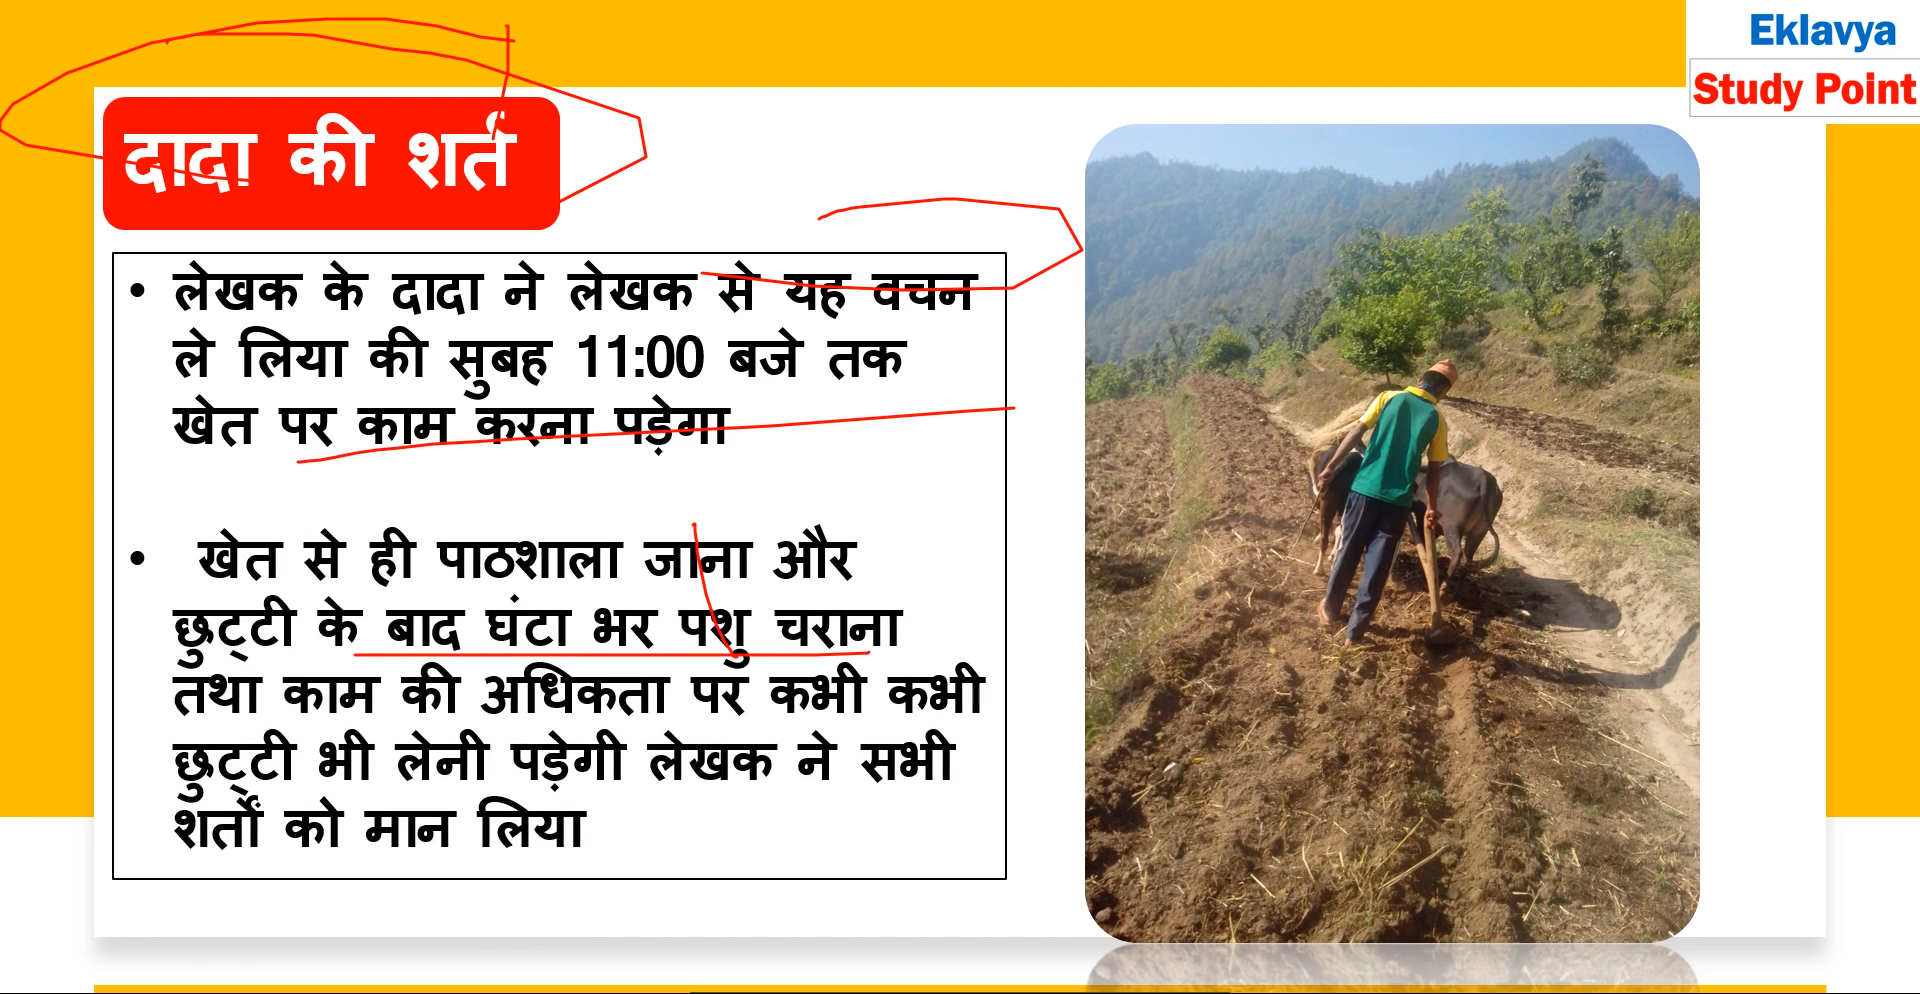 Eklavya
Study Point
दादा की शर्त
• लेखक के दादा ने लेखक से यह वचन
ले लिया की सुबह 11:00 बजे तक
खेत पर काम करना पड़ेगा
• खेत से ही पाठशाला जाना और
छुट्टी के बाद घंटा भर पशु चराना
तथा काम की अधिकता पर कभी कभी
छुट्टी भी लेनी पड़ेगी लेखक ने सभी
शर्तों को मान लिया